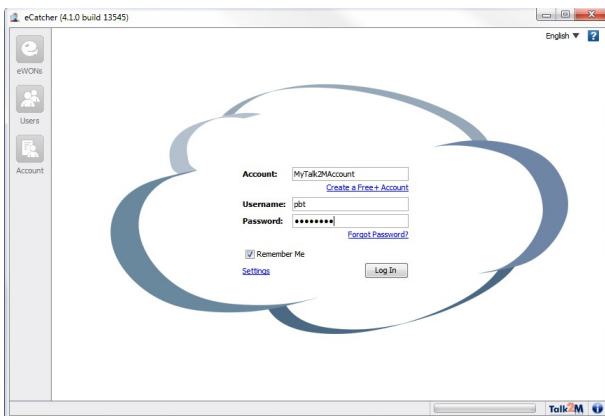 eCatcher (4.1.0 build 13545)
English ?
eWONs
Users
Account
Account: MyTalk2MAccount
Create a Free+ Account
Username: pbt
Password: ••••••••
Forgot Password?
Remember Me
Settings Log In
Talk2M